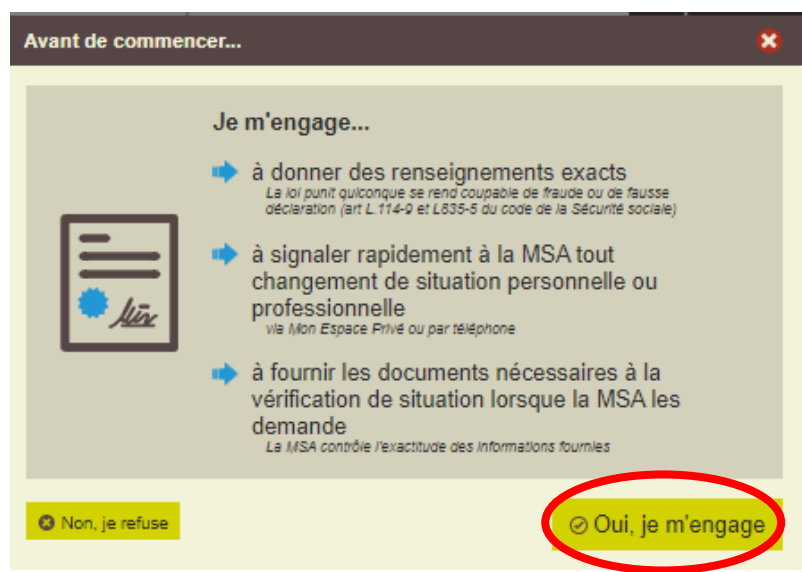 Avant de commencer...
Je m'engage...
à donner des renseignements exacts
La loi punit quiconque se rend coupable de fraude ou de fausse
déclaration (art L.114-9 et L835-5 du code de la Sécurité sociale)
à signaler rapidement à la MSA tout
changement de situation personnelle ou
professionnelle
via Mon Espace Privé ou par téléphone
à fournir les documents nécessaires à la
vérification de situation lorsque la MSA les
demande
La MSA contrôle l'exactitude des informations fournies
Non, je refuse
Oui, je m'engage